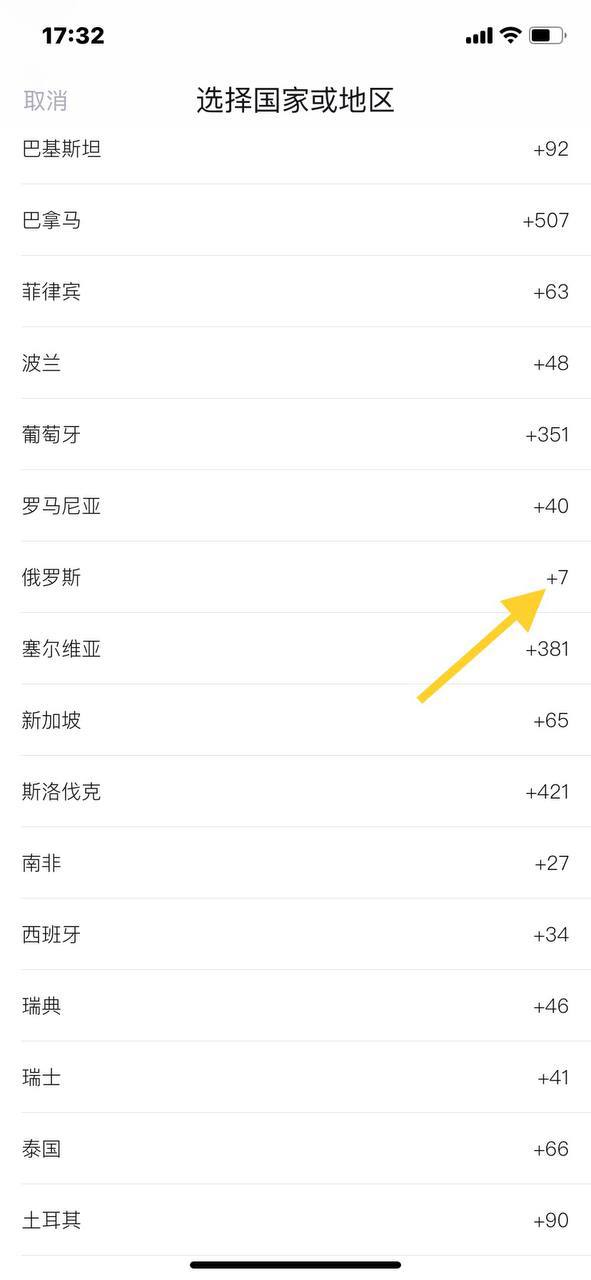 17:32
取消 选择国家或地区
巴基斯坦 +92
巴拿马 +507
菲律宾 +63
波兰 +48
葡萄牙 +351
罗马尼亚 +40
俄罗斯 +7
塞尔维亚 +381
新加坡 +65
斯洛伐克 +421
南非 +27
西班牙 +34
瑞典 +46
瑞士 +41
泰国 +66
土耳其 +90